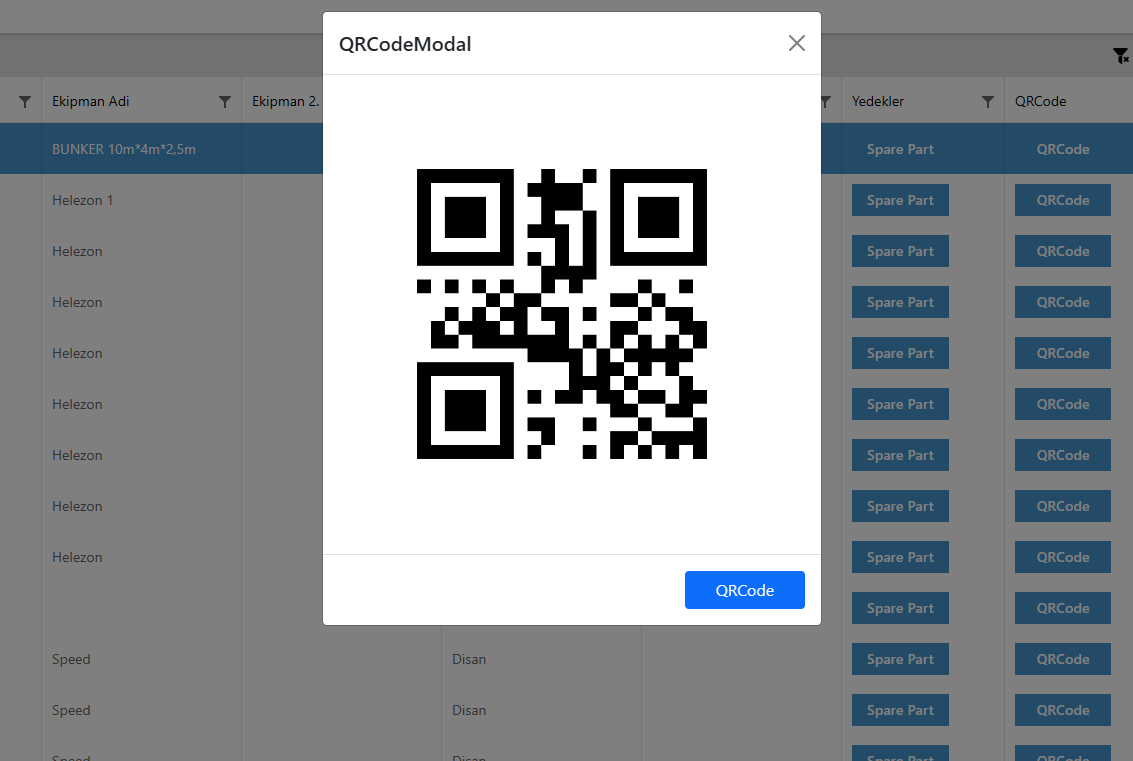 QRCodeModal
Ekipman Adi Ekipman 2. Yedekler QRCode
BUNKER 10m*4m*2,5m Spare Part QRCode
Helezon 1 Spare Part QRCode
Helezon Spare Part QRCode
Helezon Spare Part QRCode
Helezon Spare Part QRCode
Helezon Spare Part QRCode
Helezon Spare Part QRCode
Helezon Spare Part QRCode
Helezon Spare Part QRCode
QRCode
Spare Part QRCode
Speed Disan Spare Part QRCode
Speed Disan Spare Part QRCode
Speed Disan Spare Part QRCode